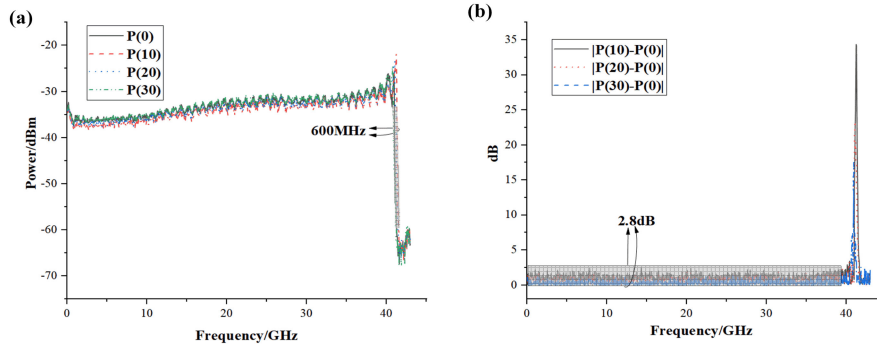 (a)
P(0)
P(10)
P(20)
P(30)
-20
-30
-40
-50
-60
-70
Power/dBm
600MHz
0
10
20
30
40
Frequency/GHz
(b)
|P(10)-P(0)|
|P(20)-P(0)|
|P(30)-P(0)|
35
30
25
20
15
10
5
0
dB
2.8dB
0
10
20
30
40
Frequency/GHz